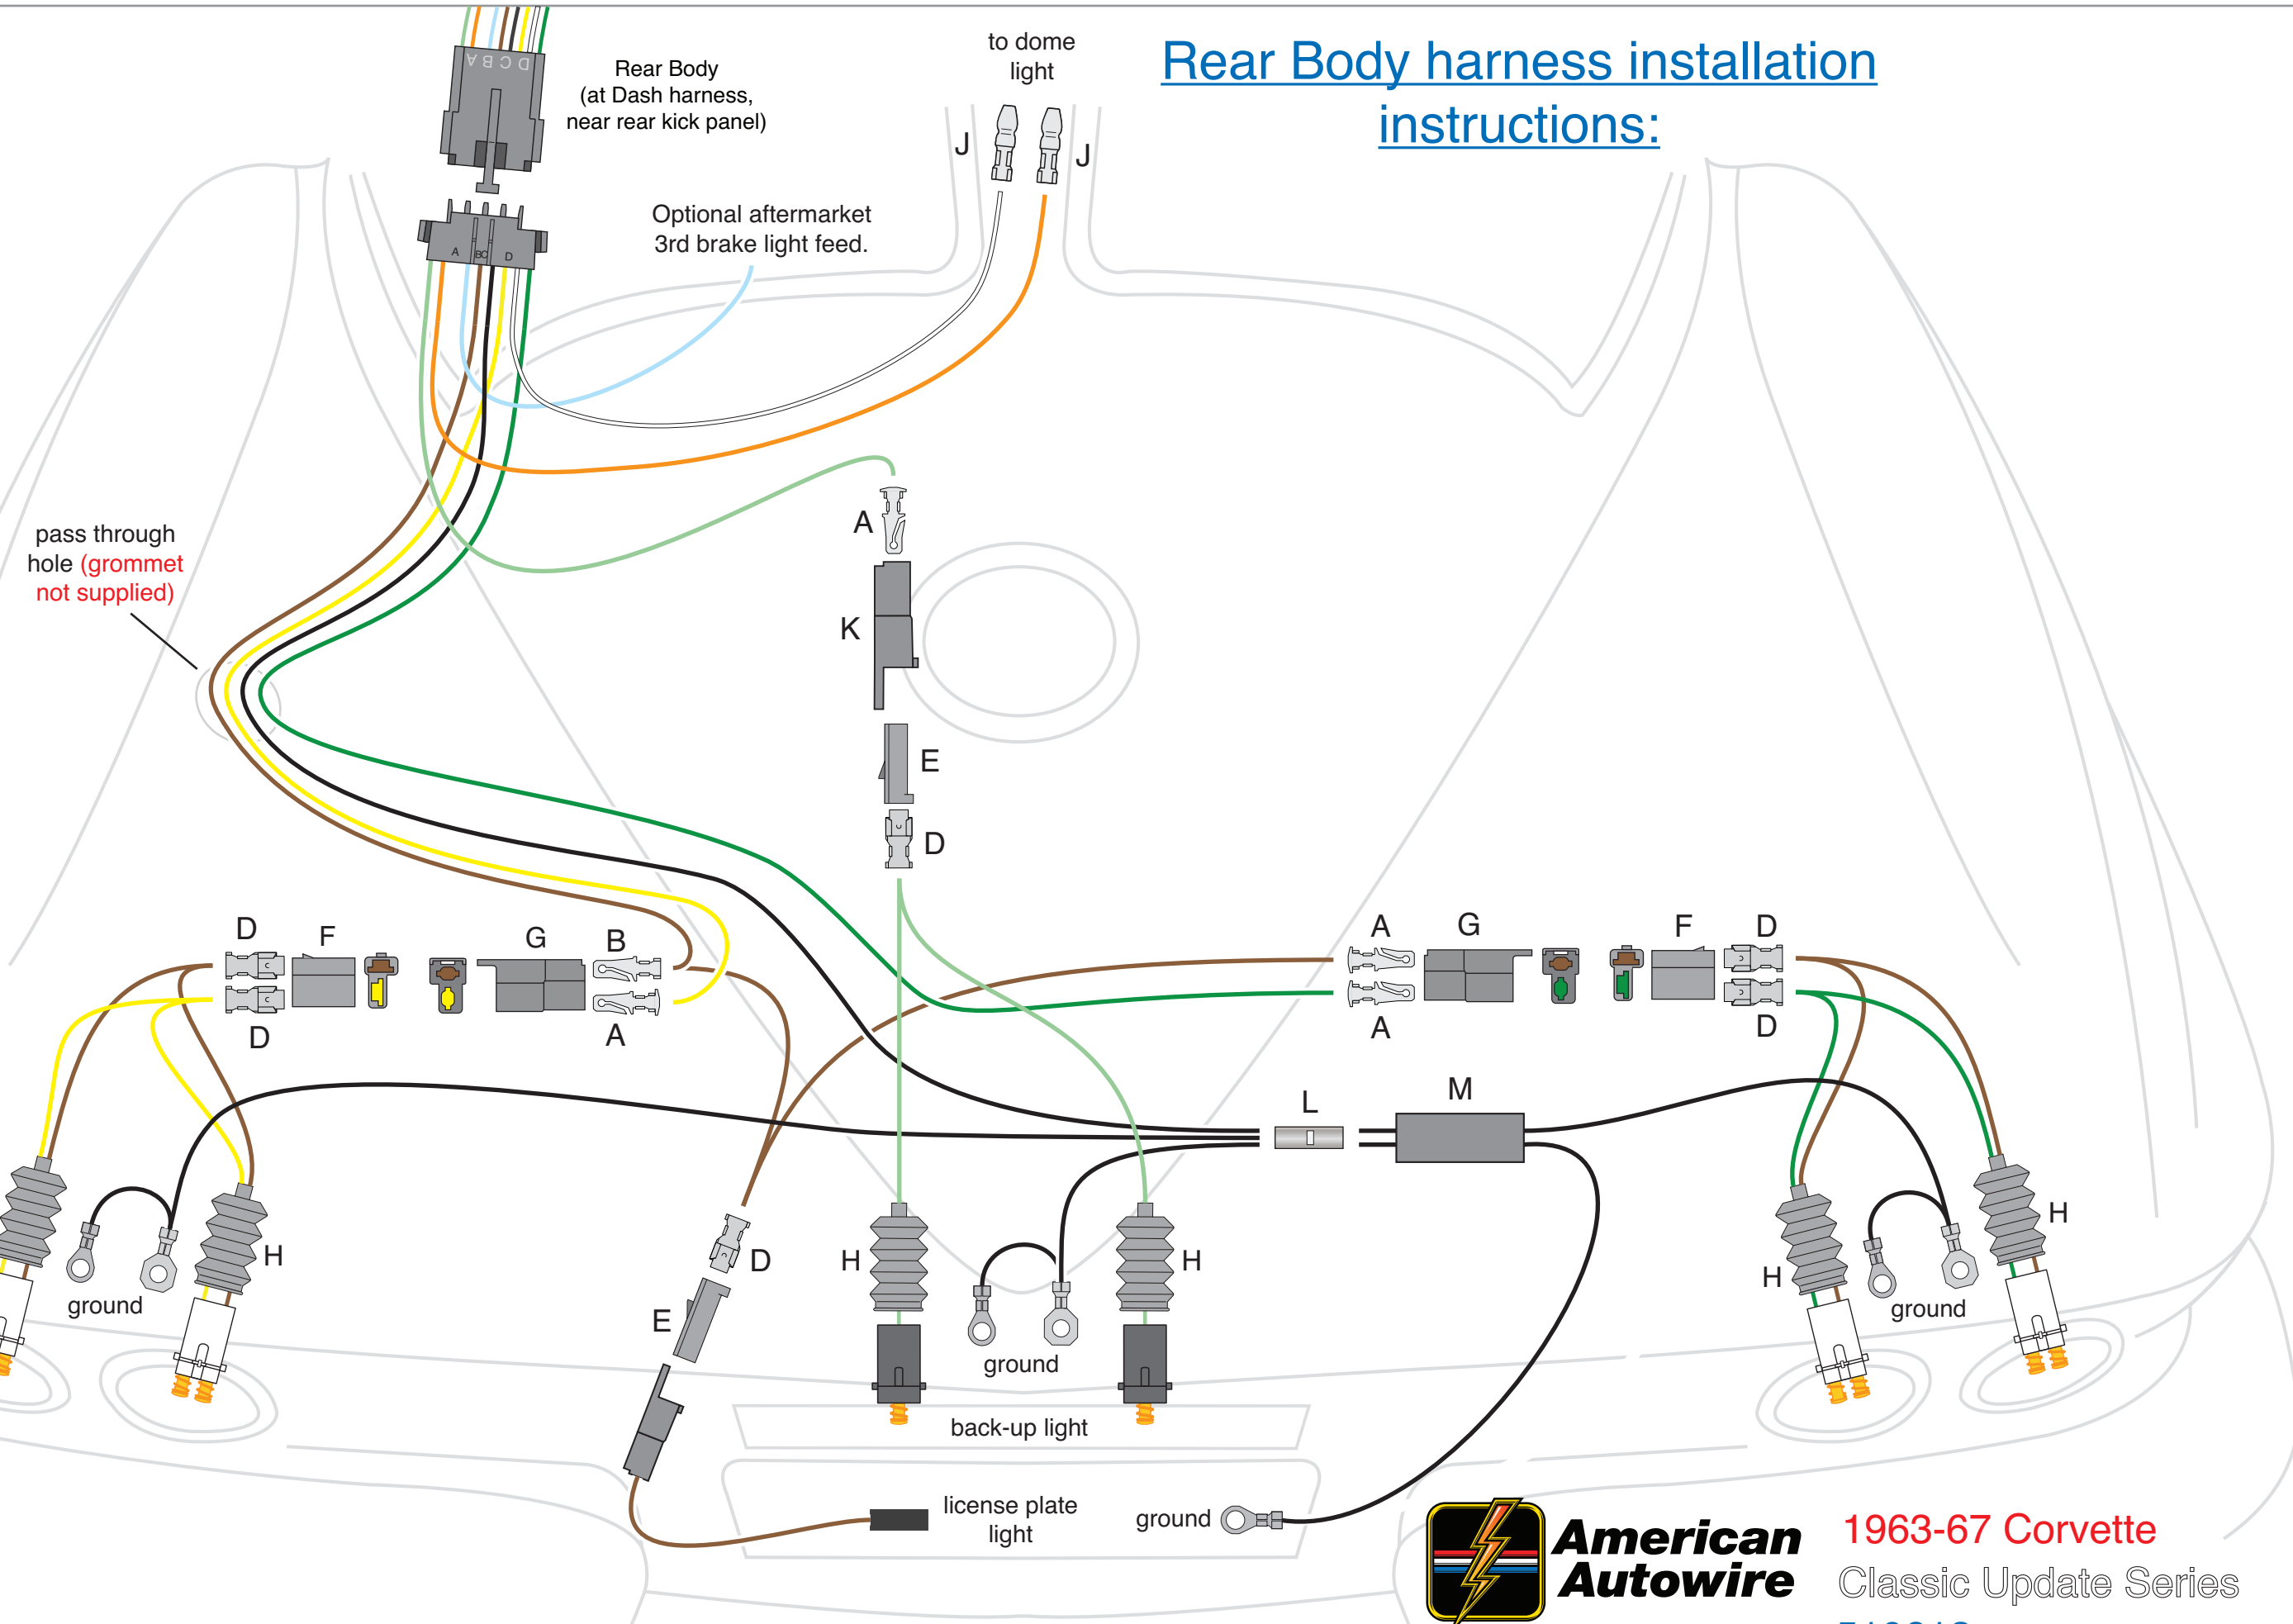 Rear Body harness installation
instructions:
to dome
light
Rear Body
(at Dash harness,
near rear kick panel)
D C B A
A BC D
J
J
Optional aftermarket
3rd brake light feed.
pass through
hole (grommet
not supplied)
A
K
E
D
D
F
G
B
D
A
A
G
F
D
A
D
L
M
H
ground
D
E
H
H
ground
H
H
ground
back-up light
license plate
light
ground
American
Autowire
1963-67 Corvette
Classic Update Series